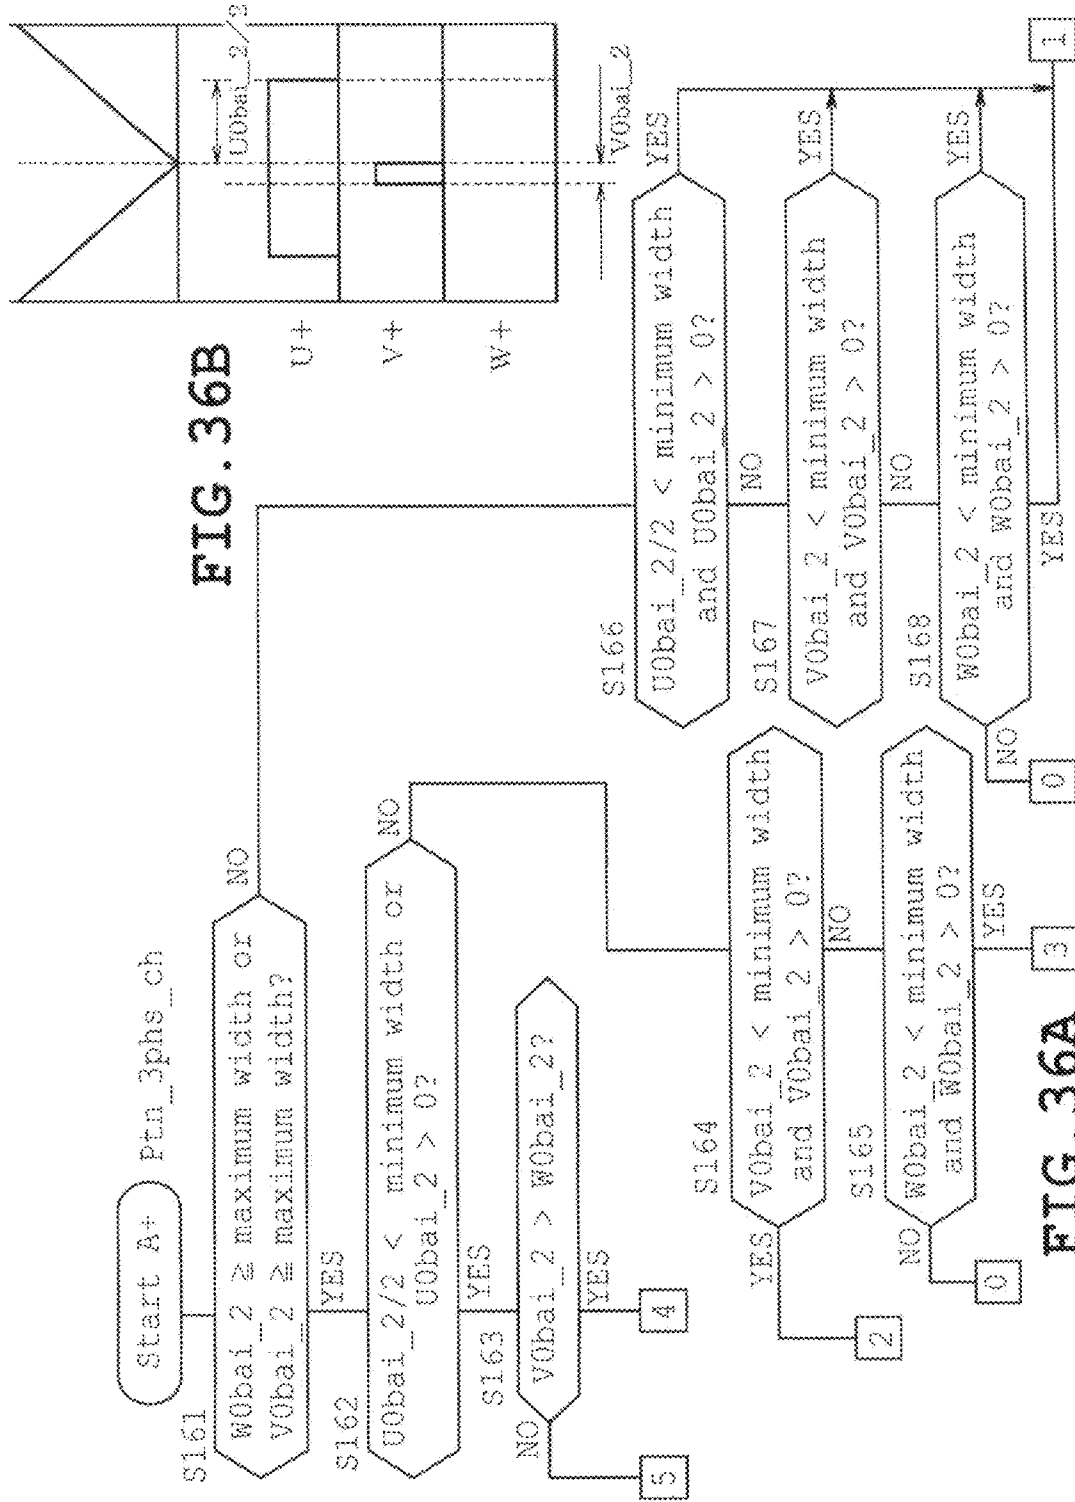 FIG.36B
U0bai_2/2
U+
V+
V0bai_2
W+
Start A+
Ptn_3phs_ch
S161
W0bai_2 ≧ maximum width or
V0bai_2 ≧ maximum width?
NO
YES
S162
U0bai_2/2 < minimum width or
U0bai_2 > 0?
NO
YES
S163
V0bai_2 > W0bai_2?
NO
YES
5
4
S164
V0bai_2 < minimum width
and V0bai_2 > 0?
YES
NO
2
S165
W0bai_2 < minimum width
and W0bai_2 > 0?
NO
YES
0
3
S166
U0bai_2/2 < minimum width
and U0bai_2 > 0?
YES
NO
S167
V0bai_2 < minimum width
and V0bai_2 > 0?
YES
NO
S168
W0bai_2 < minimum width
and W0bai_2 > 0?
YES
NO
YES
0
1
FIG.36A